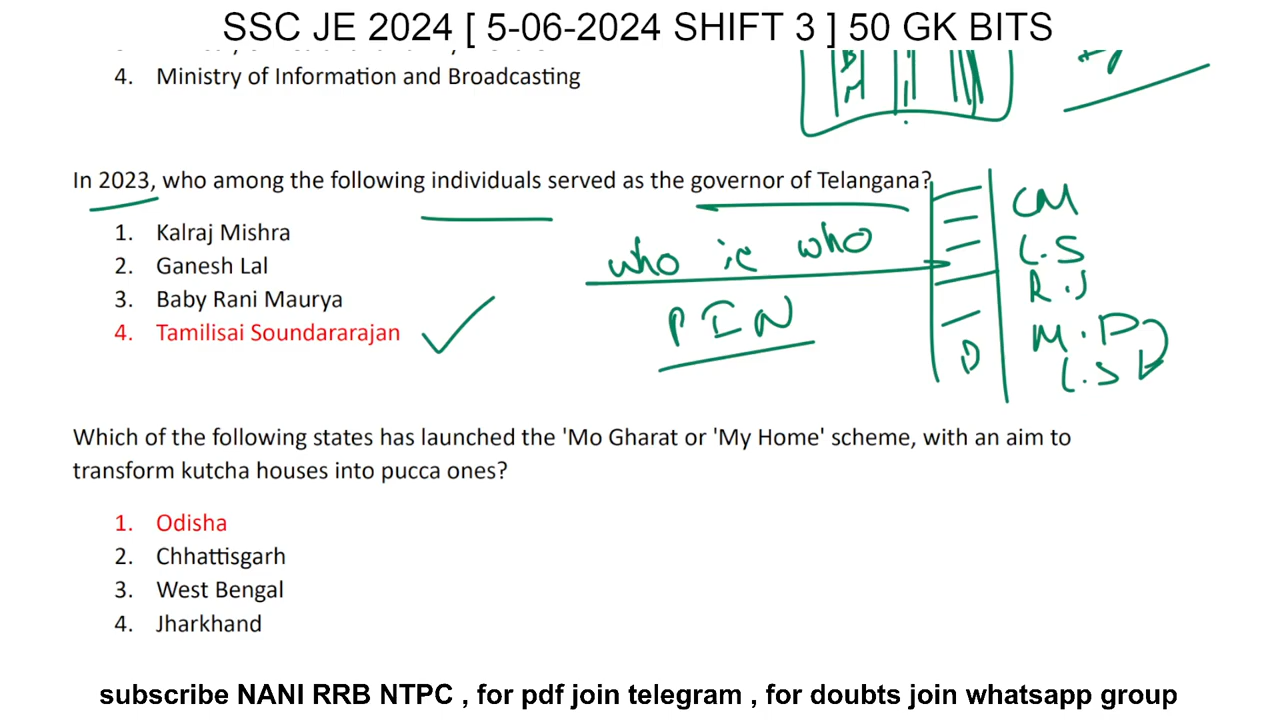 SSC JE 2024 [ 5-06-2024 SHIFT 3 ] 50 GK BITS
4. Ministry of Information and Broadcasting
In 2023, who among the following individuals served as the governor of Telangana?
1. Kalraj Mishra
2. Ganesh Lal
3. Baby Rani Maurya
4. Tamilisai Soundararajan
who is who
PIN
CM
L.S
R.S
M.P
L.S
D
Which of the following states has launched the 'Mo Gharat or 'My Home' scheme, with an aim to
transform kutcha houses into pucca ones?
1. Odisha
2. Chhattisgarh
3. West Bengal
4. Jharkhand
subscribe NANI RRB NTPC , for pdf join telegram , for doubts join whatsapp group